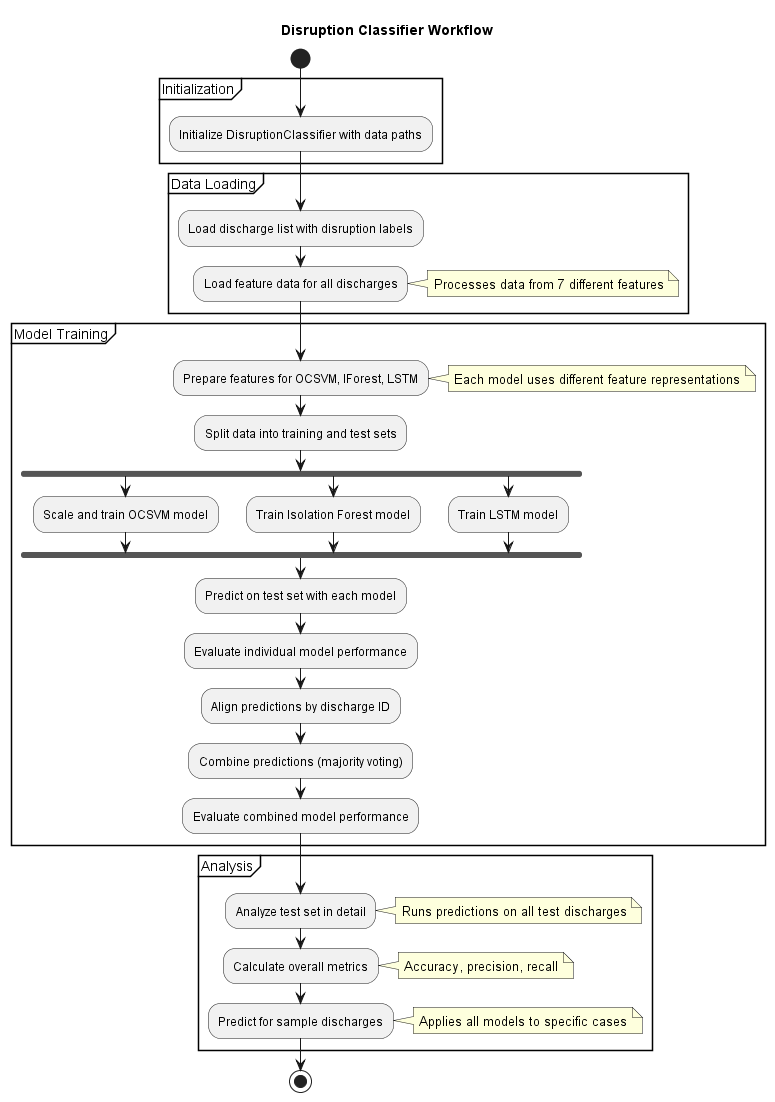 Disruption Classifier Workflow
Initialization
Initialize DisruptionClassifier with data paths
Data Loading
Load discharge list with disruption labels
Load feature data for all discharges
Processes data from 7 different features
Model Training
Prepare features for OCSVM, IForest, LSTM
Each model uses different feature representations
Split data into training and test sets
Scale and train OCSVM model
Train Isolation Forest model
Train LSTM model
Predict on test set with each model
Evaluate individual model performance
Align predictions by discharge ID
Combine predictions (majority voting)
Evaluate combined model performance
Analysis
Analyze test set in detail
Runs predictions on all test discharges
Calculate overall metrics
Accuracy, precision, recall
Predict for sample discharges
Applies all models to specific cases